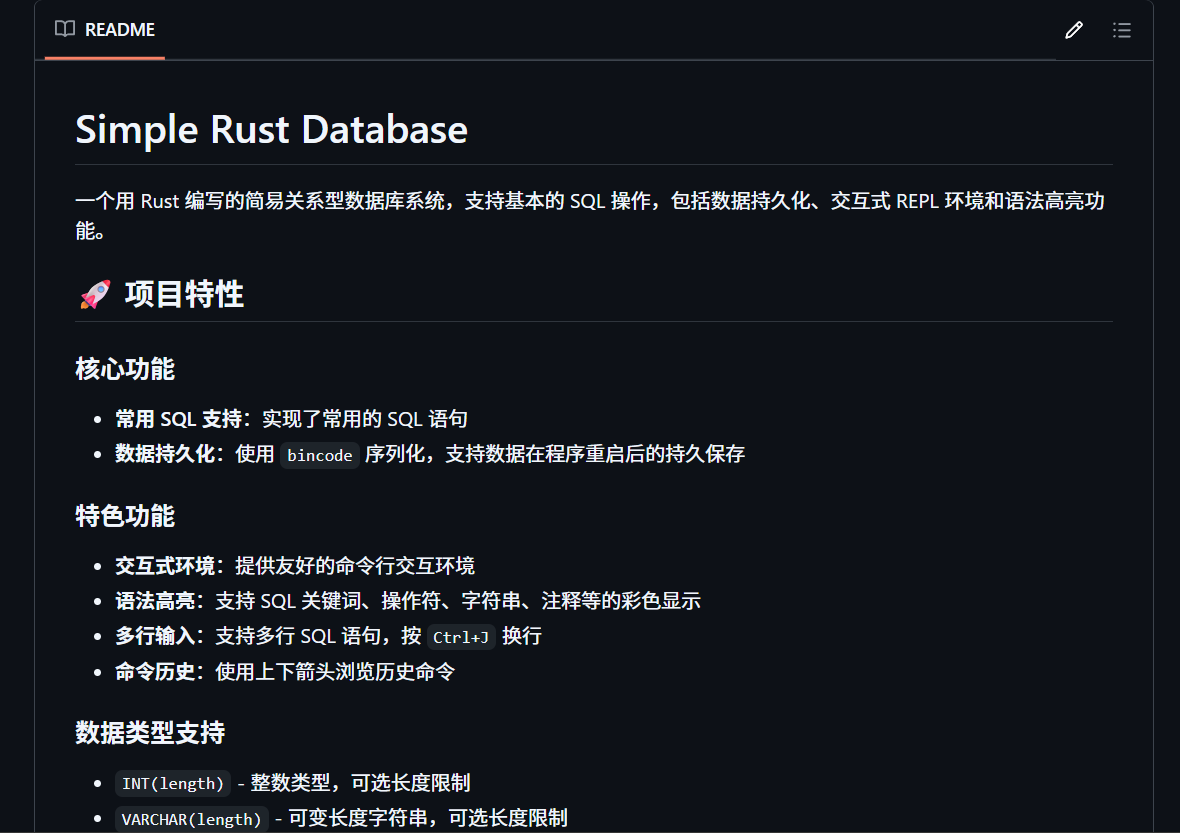 README
Simple Rust Database
一个用 Rust 编写的简易关系型数据库系统，支持基本的 SQL 操作，包括数据持久化、交互式 REPL 环境和语法高亮功
能。
🚀 项目特性
核心功能
• 常用 SQL 支持：实现了常用的 SQL 语句
• 数据持久化：使用 bincode 序列化，支持数据在程序重启后的持久保存
特色功能
• 交互式环境：提供友好的命令行交互环境
• 语法高亮：支持 SQL 关键词、操作符、字符串、注释等的彩色显示
• 多行输入：支持多行 SQL 语句，按 Ctrl+J 换行
• 命令历史：使用上下箭头浏览历史命令
数据类型支持
• INT(length) - 整数类型，可选长度限制
• VARCHAR(length) - 可变长度字符串，可选长度限制